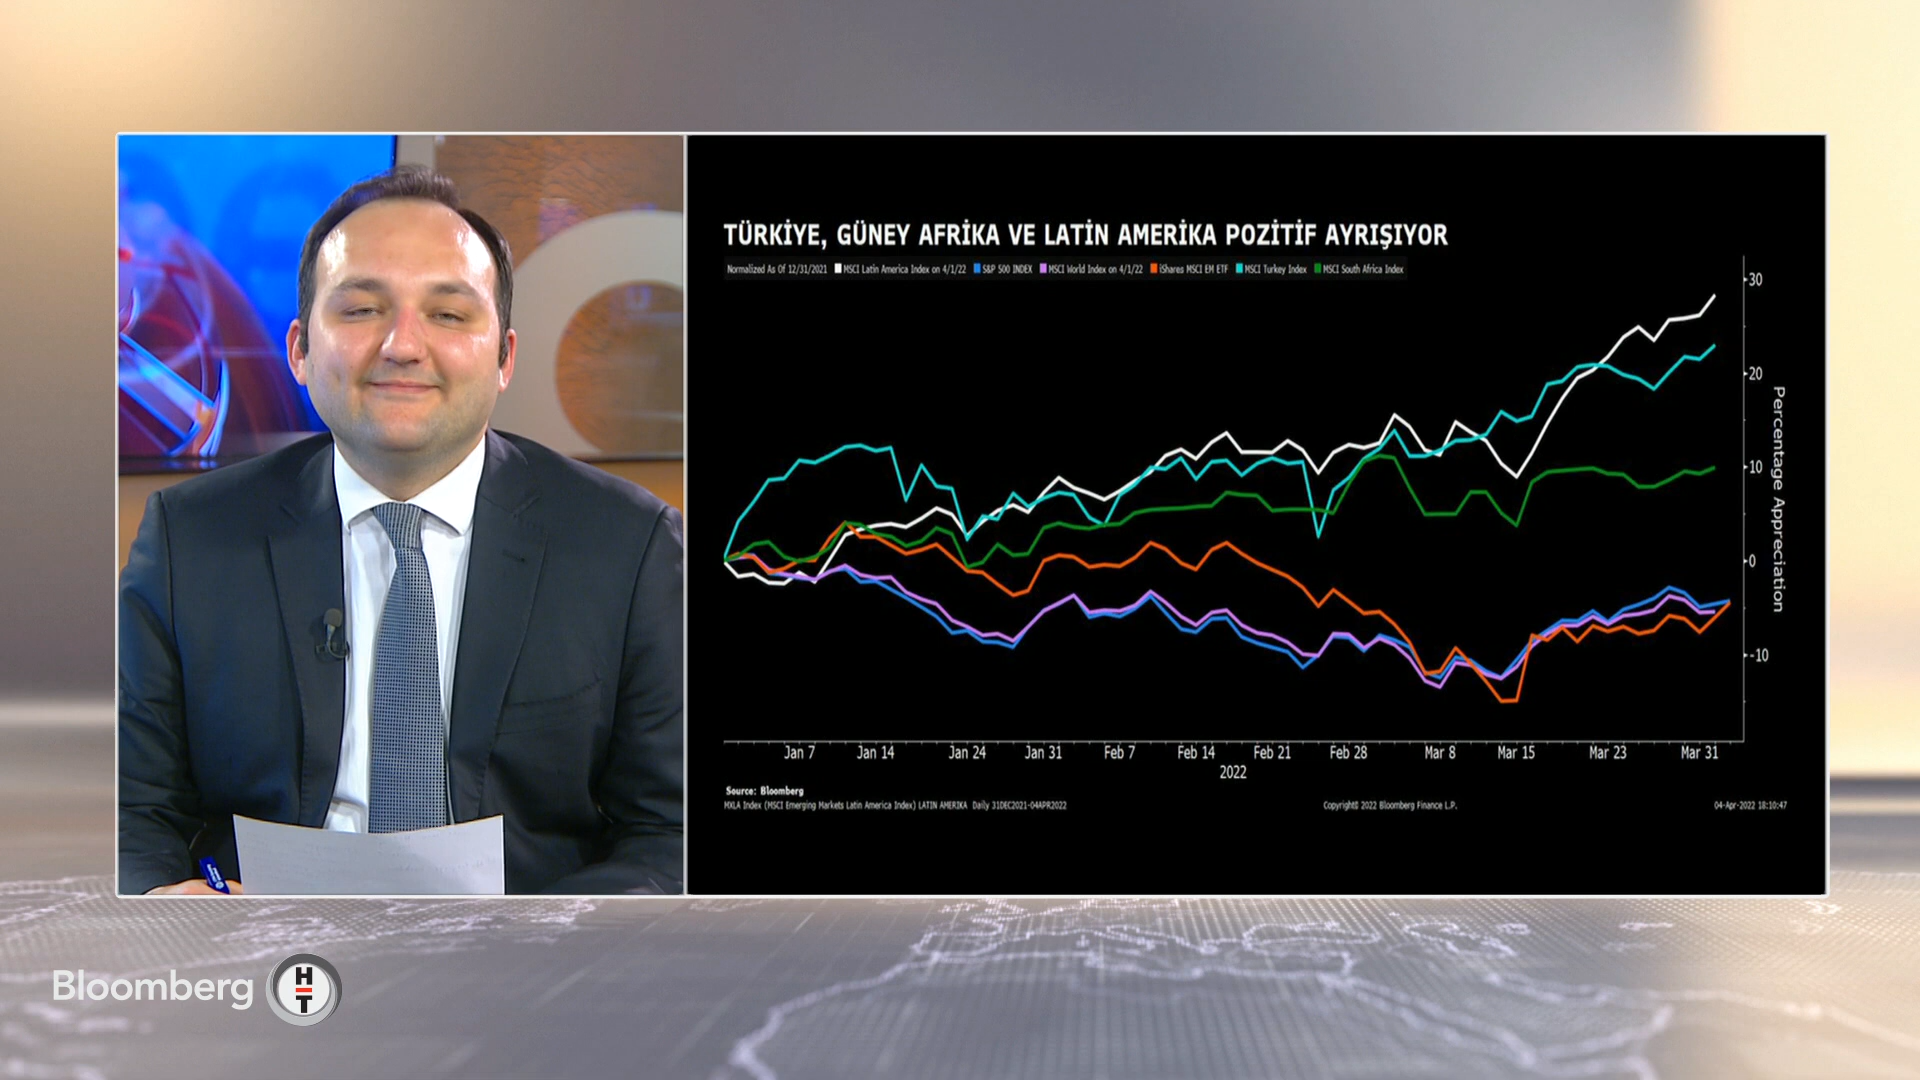 TÜRKİYE, GÜNEY AFRİKA VE LATİN AMERİKA POZİTİF AYRIŞIYOR
Normalized As Of 12/31/2021 MSCI Latin America Index on 4/1/22 S&P 500 INDEX MSCI World Index on 4/1/22 iShares MSCI EM ETF MSCI Turkey Index MSCI South Africa Index
30
20
10
0
-10
Percentage Appreciation
Jan 7 Jan 14 Jan 24 Jan 31 Feb 7 Feb 14 Feb 21 Feb 28 Mar 8 Mar 15 Mar 23 Mar 31
2022
Source: Bloomberg
MXLA Index (MSCI Emerging Markets Latin America Index) LATIN AMERIKA Daily 31DEC2021-04APR2022 Copyright© 2022 Bloomberg Finance L.P. 04-Apr-2022 18:10:47
Bloomberg HT